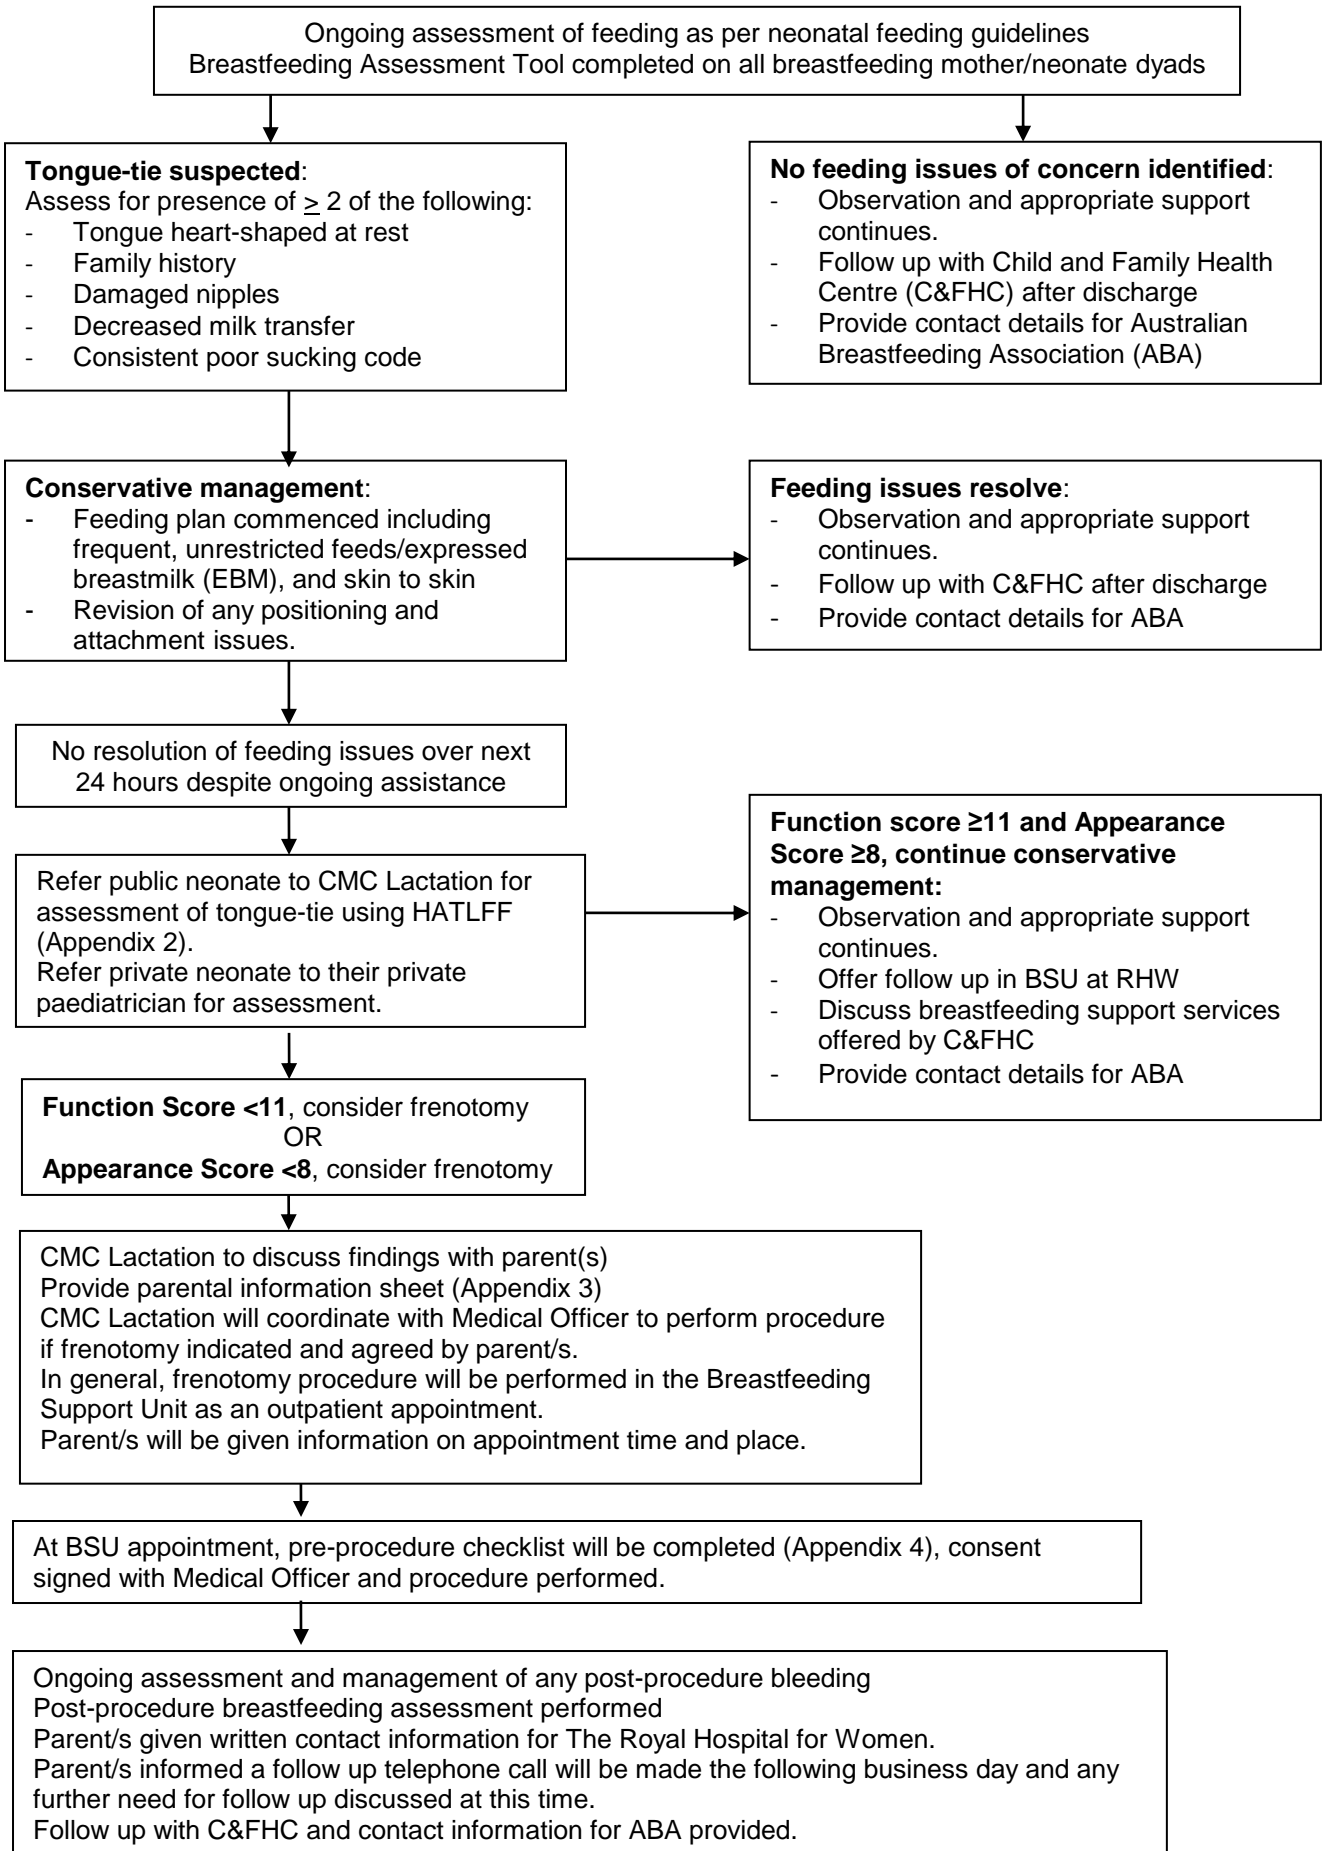 Ongoing assessment of feeding as per neonatal feeding guidelines
Breastfeeding Assessment Tool completed on all breastfeeding mother/neonate dyads
Tongue-tie suspected:
Assess for presence of ≥ 2 of the following:
- Tongue heart-shaped at rest
- Family history
- Damaged nipples
- Decreased milk transfer
- Consistent poor sucking code
No feeding issues of concern identified:
- Observation and appropriate support
continues.
- Follow up with Child and Family Health
Centre (C&FHC) after discharge
- Provide contact details for Australian
Breastfeeding Association (ABA)
Conservative management:
- Feeding plan commenced including
frequent, unrestricted feeds/expressed
breastmilk (EBM), and skin to skin
- Revision of any positioning and
attachment issues.
Feeding issues resolve:
- Observation and appropriate support
continues.
- Follow up with C&FHC after discharge
- Provide contact details for ABA
No resolution of feeding issues over next
24 hours despite ongoing assistance
Refer public neonate to CMC Lactation for
assessment of tongue-tie using HATLFF
(Appendix 2).
Refer private neonate to their private
paediatrician for assessment.
Function score ≥11 and Appearance
Score ≥8, continue conservative
management:
- Observation and appropriate support
continues.
- Offer follow up in BSU at RHW
- Discuss breastfeeding support services
offered by C&FHC
- Provide contact details for ABA
Function Score <11, consider frenotomy
OR
Appearance Score <8, consider frenotomy
CMC Lactation to discuss findings with parent(s)
Provide parental information sheet (Appendix 3)
CMC Lactation will coordinate with Medical Officer to perform procedure
if frenotomy indicated and agreed by parent/s.
In general, frenotomy procedure will be performed in the Breastfeeding
Support Unit as an outpatient appointment.
Parent/s will be given information on appointment time and place.
At BSU appointment, pre-procedure checklist will be completed (Appendix 4), consent
signed with Medical Officer and procedure performed.
Ongoing assessment and management of any post-procedure bleeding
Post-procedure breastfeeding assessment performed
Parent/s given written contact information for The Royal Hospital for Women.
Parent/s informed a follow up telephone call will be made the following business day and any
further need for follow up discussed at this time.
Follow up with C&FHC and contact information for ABA provided.